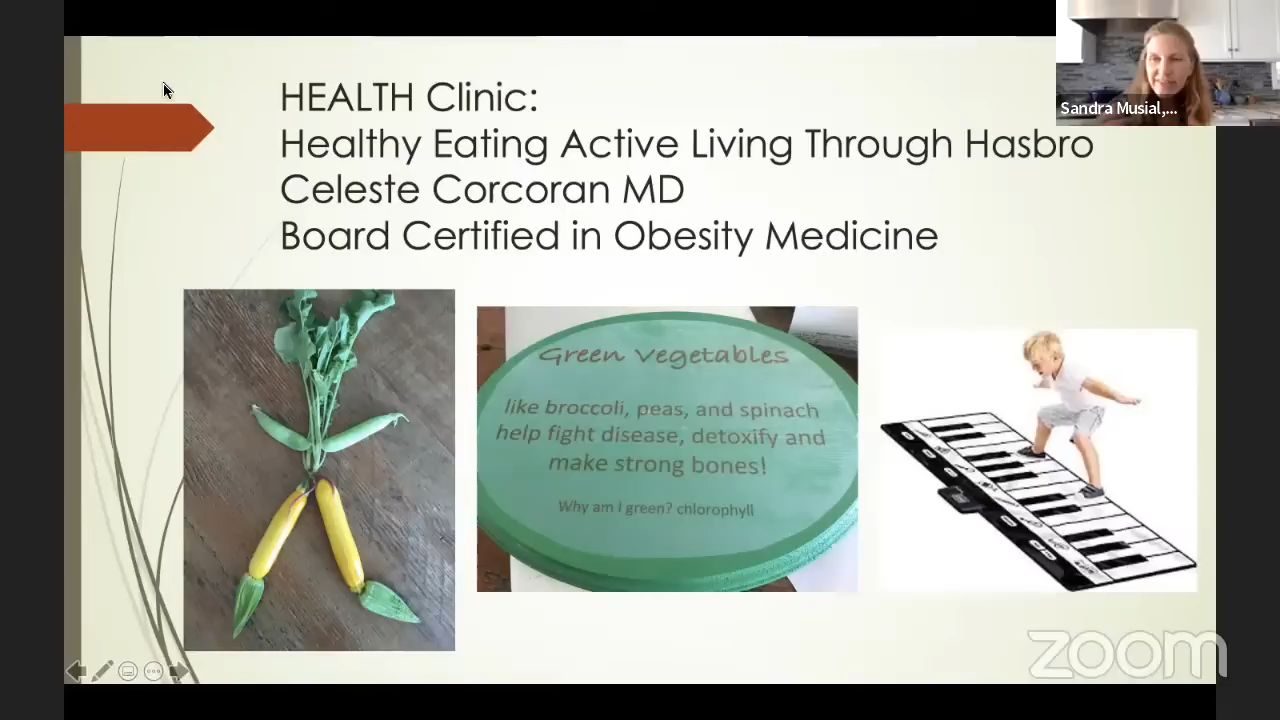 HEALTH Clinic:
Healthy Eating Active Living Through Hasbro
Celeste Corcoran MD
Board Certified in Obesity Medicine
Sandra Musial,...
Green Vegetables
like broccoli, peas, and spinach
help fight disease, detoxify and
make strong bones!
Why am I green? chlorophyll
zoom